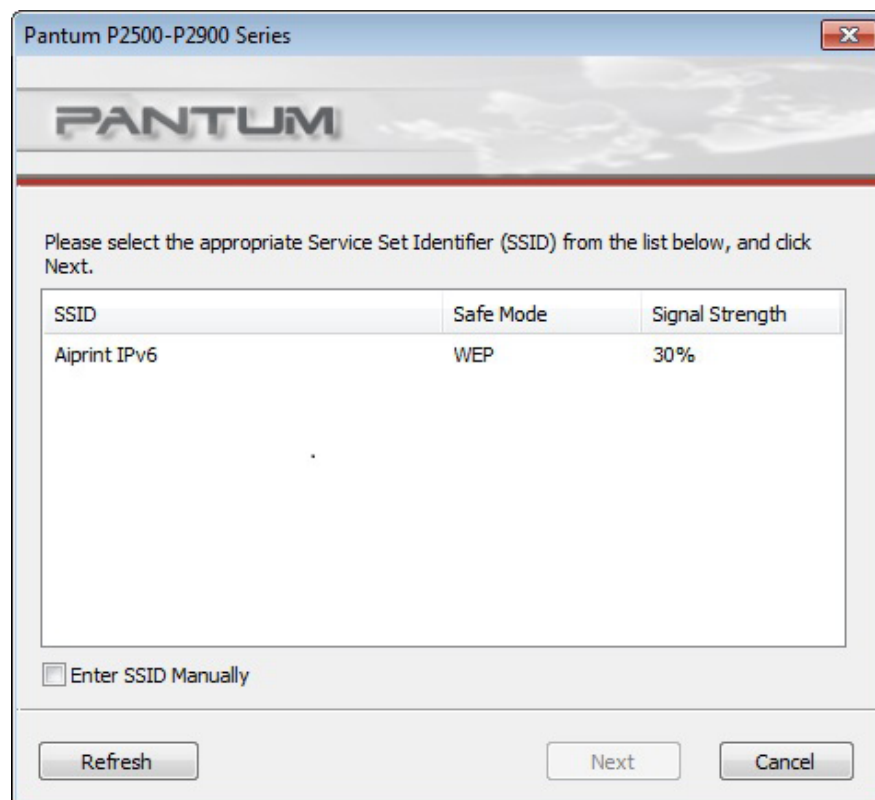 Pantum P2500-P2900 Series
PANTUM
Please select the appropriate Service Set Identifier (SSID) from the list below, and click
Next.
SSID Safe Mode Signal Strength
Aiprint IPv6 WEP 30%
Enter SSID Manually
Refresh Next Cancel